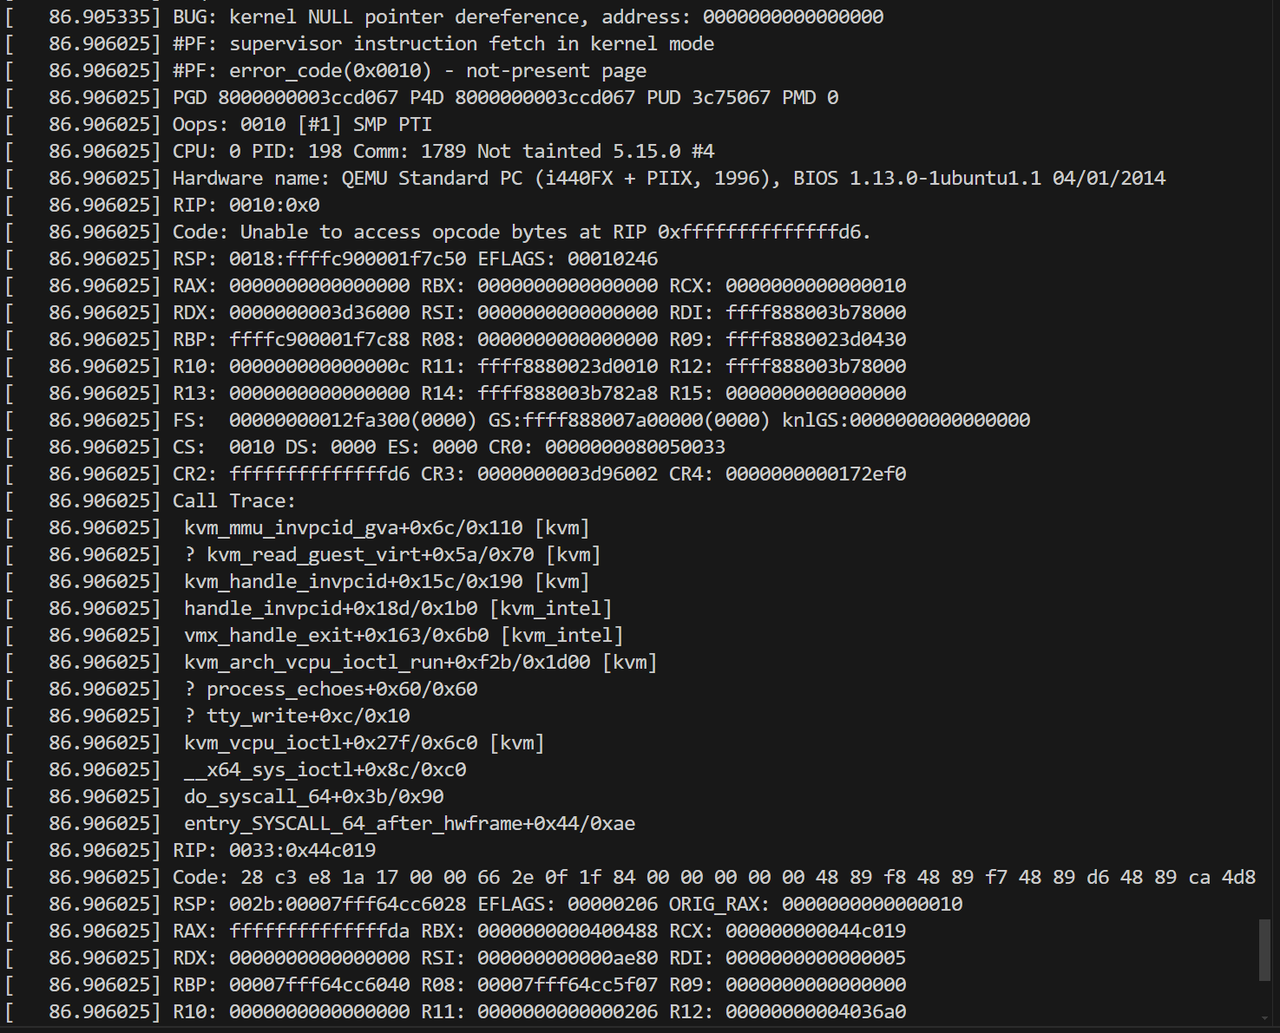 [   86.905335] BUG: kernel NULL pointer dereference, address: 0000000000000000
[   86.906025] #PF: supervisor instruction fetch in kernel mode
[   86.906025] #PF: error_code(0x0010) - not-present page
[   86.906025] PGD 8000000003ccd067 P4D 8000000003ccd067 PUD 3c75067 PMD 0
[   86.906025] Oops: 0010 [#1] SMP PTI
[   86.906025] CPU: 0 PID: 198 Comm: 1789 Not tainted 5.15.0 #4
[   86.906025] Hardware name: QEMU Standard PC (i440FX + PIIX, 1996), BIOS 1.13.0-1ubuntu1.1 04/01/2014
[   86.906025] RIP: 0010:0x0
[   86.906025] Code: Unable to access opcode bytes at RIP 0xffffffffffffffd6.
[   86.906025] RSP: 0018:ffffc900001f7c50 EFLAGS: 00010246
[   86.906025] RAX: 0000000000000000 RBX: 0000000000000000 RCX: 0000000000000010
[   86.906025] RDX: 0000000003d36000 RSI: 0000000000000000 RDI: ffff888003b78000
[   86.906025] RBP: ffffc900001f7c88 R08: 0000000000000000 R09: ffff8880023d0430
[   86.906025] R10: 000000000000000c R11: ffff8880023d0010 R12: ffff888003b78000
[   86.906025] R13: 0000000000000000 R14: ffff888003b782a8 R15: 0000000000000000
[   86.906025] FS:  00000000012fa300(0000) GS:ffff888007a00000(0000) knlGS:0000000000000000
[   86.906025] CS:  0010 DS: 0000 ES: 0000 CR0: 0000000080050033
[   86.906025] CR2: ffffffffffffffd6 CR3: 0000000003d96002 CR4: 0000000000172ef0
[   86.906025] Call Trace:
[   86.906025]  kvm_mmu_invpcid_gva+0x6c/0x110 [kvm]
[   86.906025]  ? kvm_read_guest_virt+0x5a/0x70 [kvm]
[   86.906025]  kvm_handle_invpcid+0x15c/0x190 [kvm]
[   86.906025]  handle_invpcid+0x18d/0x1b0 [kvm_intel]
[   86.906025]  vmx_handle_exit+0x163/0x6b0 [kvm_intel]
[   86.906025]  kvm_arch_vcpu_ioctl_run+0xf2b/0x1d00 [kvm]
[   86.906025]  ? process_echoes+0x60/0x60
[   86.906025]  ? tty_write+0xc/0x10
[   86.906025]  kvm_vcpu_ioctl+0x27f/0x6c0 [kvm]
[   86.906025]  __x64_sys_ioctl+0x8c/0xc0
[   86.906025]  do_syscall_64+0x3b/0x90
[   86.906025]  entry_SYSCALL_64_after_hwframe+0x44/0xae
[   86.906025] RIP: 0033:0x44c019
[   86.906025] Code: 28 c3 e8 1a 17 00 00 66 2e 0f 1f 84 00 00 00 00 00 48 89 f8 48 89 f7 48 89 d6 48 89 ca 4d8
[   86.906025] RSP: 002b:00007fff64cc6028 EFLAGS: 00000206 ORIG_RAX: 0000000000000010
[   86.906025] RAX: ffffffffffffffda RBX: 0000000000400488 RCX: 000000000044c019
[   86.906025] RDX: 0000000000000000 RSI: 000000000000ae80 RDI: 0000000000000005
[   86.906025] RBP: 00007fff64cc6040 R08: 00007fff64cc5f07 R09: 0000000000000000
[   86.906025] R10: 0000000000000000 R11: 0000000000000206 R12: 00000000004036a0